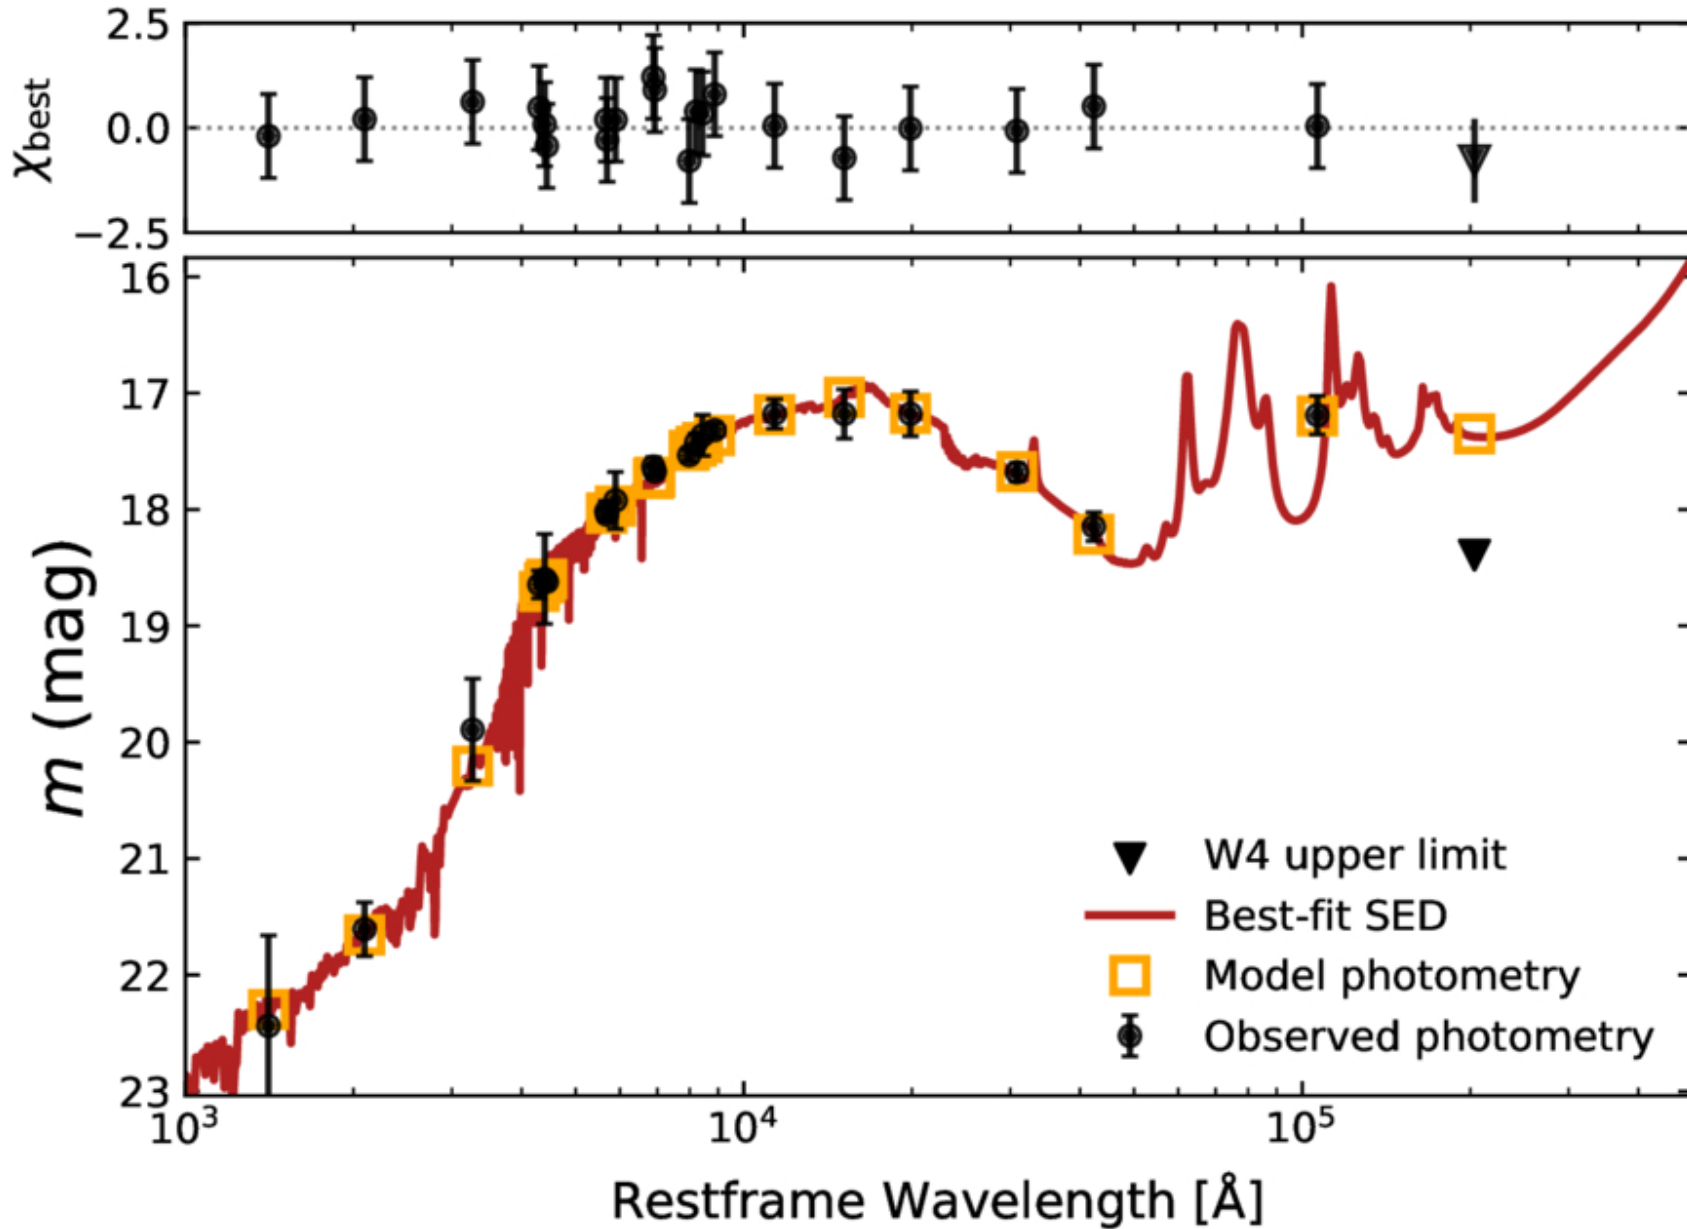 2.5
0.0
−2.5
χbest
16
17
18
19
20
21
22
23
m (mag)
W4 upper limit
Best-fit SED
Model photometry
Observed photometry
10³ 10⁴ 10⁵
Restframe Wavelength [Å]